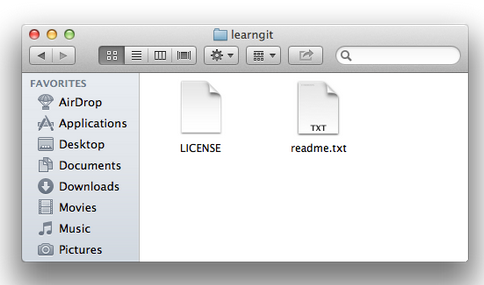 learngit
FAVORITES
AirDrop
Applications
Desktop
Documents
Downloads
Movies
Music
Pictures
TXT
LICENSE
readme.txt